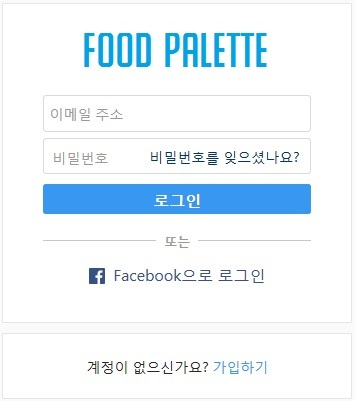 FOOD PALETTE
이메일 주소
비밀번호 비밀번호를 잊으셨나요?
로그인
또는
Facebook으로 로그인
계정이 없으신가요? 가입하기